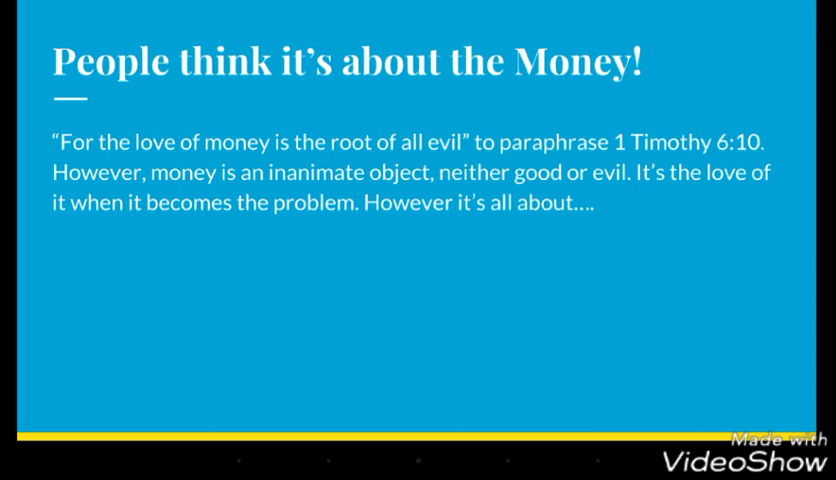 People think it’s about the Money!
“For the love of money is the root of all evil” to paraphrase 1 Timothy 6:10.
However, money is an inanimate object, neither good or evil. It’s the love of
it when it becomes the problem. However it’s all about....
Made with
VideoShow